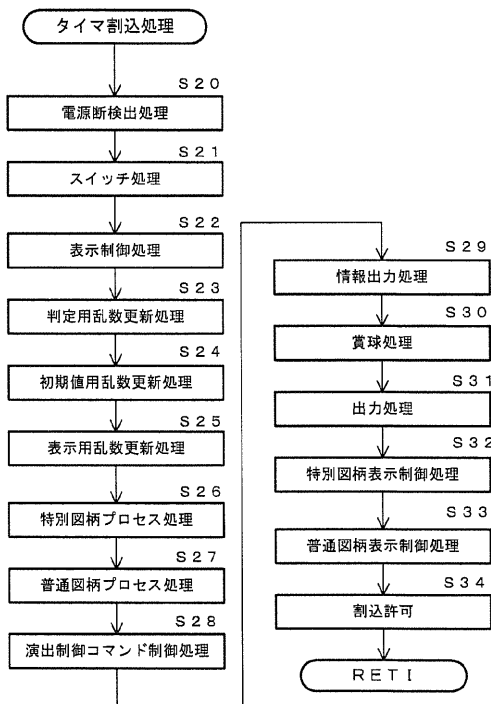 タイマ割込処理
S20
電源断検出処理
S21
スイッチ処理
S22
表示制御処理
S23
判定用乱数更新処理
S24
初期値用乱数更新処理
S25
表示用乱数更新処理
S26
特別図柄プロセス処理
S27
普通図柄プロセス処理
S28
演出制御コマンド制御処理
S29
情報出力処理
S30
賞球処理
S31
出力処理
S32
特別図柄表示制御処理
S33
普通図柄表示制御処理
S34
割込許可
RETI